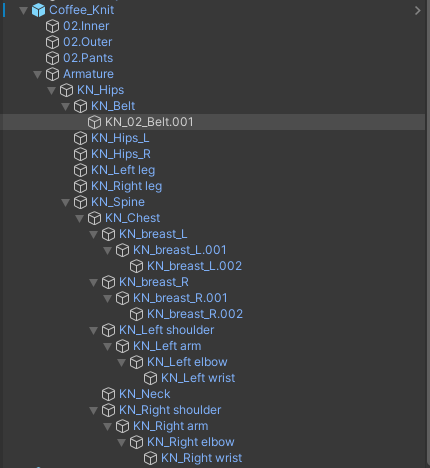 Coffee_Knit
02.Inner
02.Outer
02.Pants
Armature
KN_Hips
KN_Belt
KN_02_Belt.001
KN_Hips_L
KN_Hips_R
KN_Left leg
KN_Right leg
KN_Spine
KN_Chest
KN_breast_L
KN_breast_L.001
KN_breast_L.002
KN_breast_R
KN_breast_R.001
KN_breast_R.002
KN_Left shoulder
KN_Left arm
KN_Left elbow
KN_Left wrist
KN_Neck
KN_Right shoulder
KN_Right arm
KN_Right elbow
KN_Right wrist